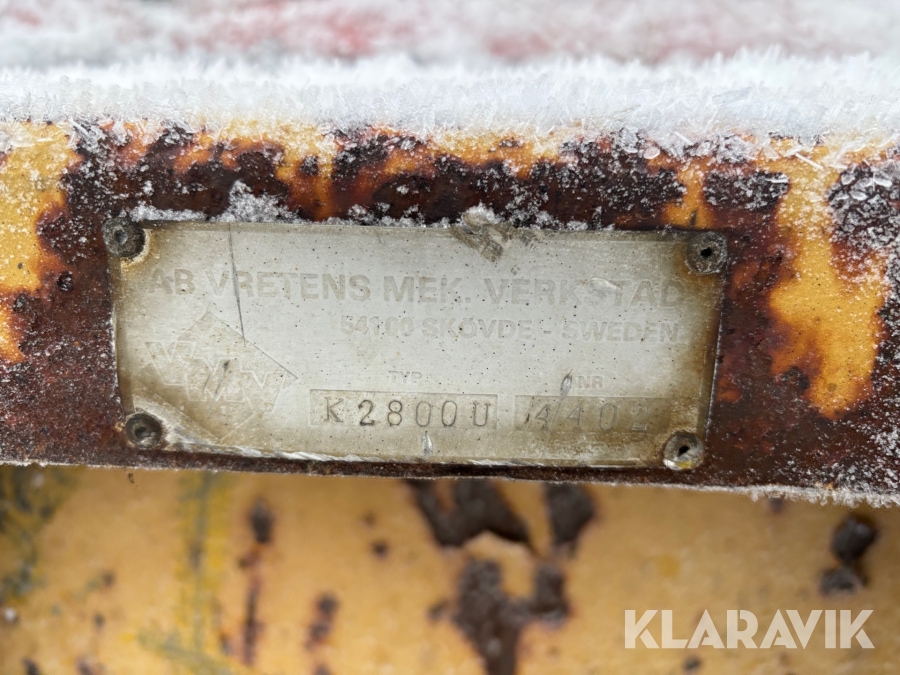 AB VRETENS MEK. VERKSTAD
54100 SKÖVDE - SWEDEN
TYP NR
K2800U 4402
KLARAVIK